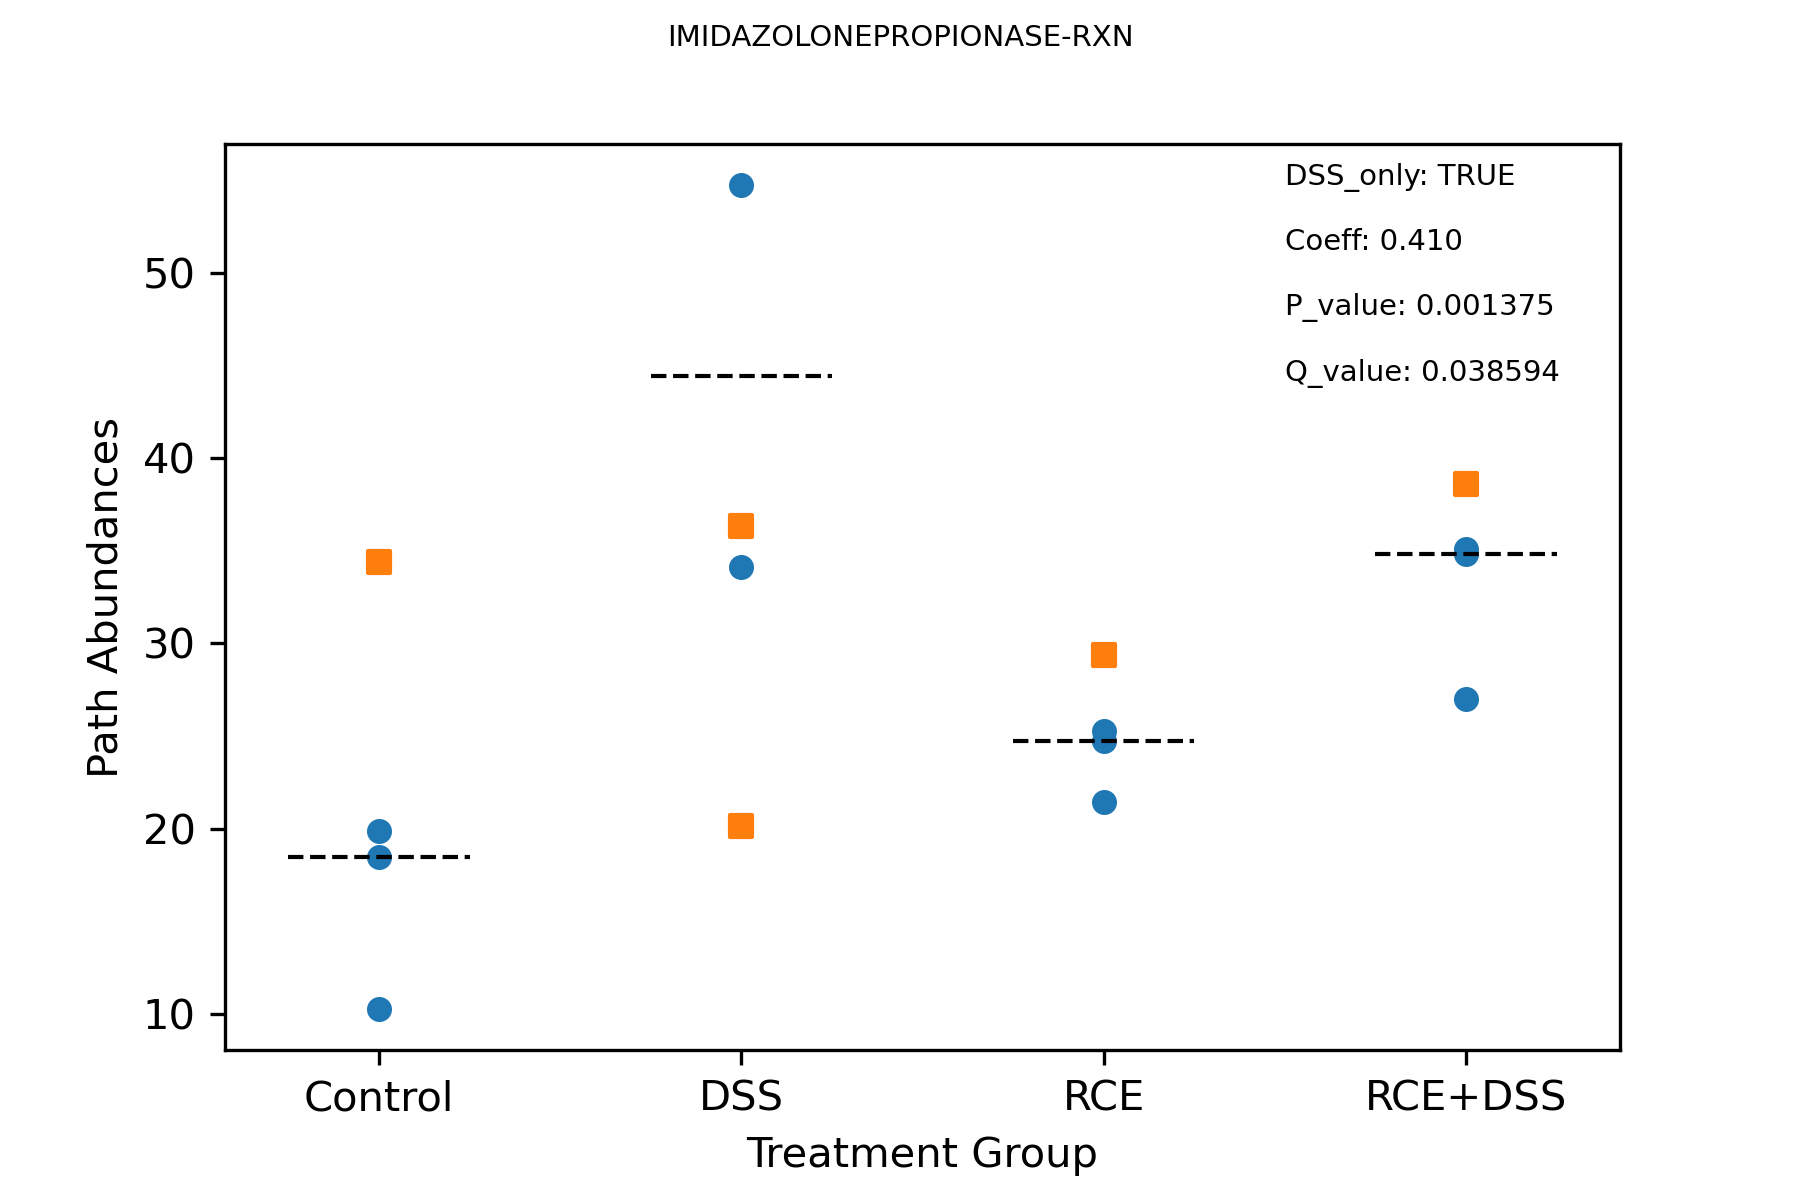 IMIDAZOLONEPROPIONASE-RXN
DSS_only: TRUE
Coeff: 0.410
P_value: 0.001375
Q_value: 0.038594
Path Abundances
50
40
30
20
10
Control
DSS
RCE
RCE+DSS
Treatment Group